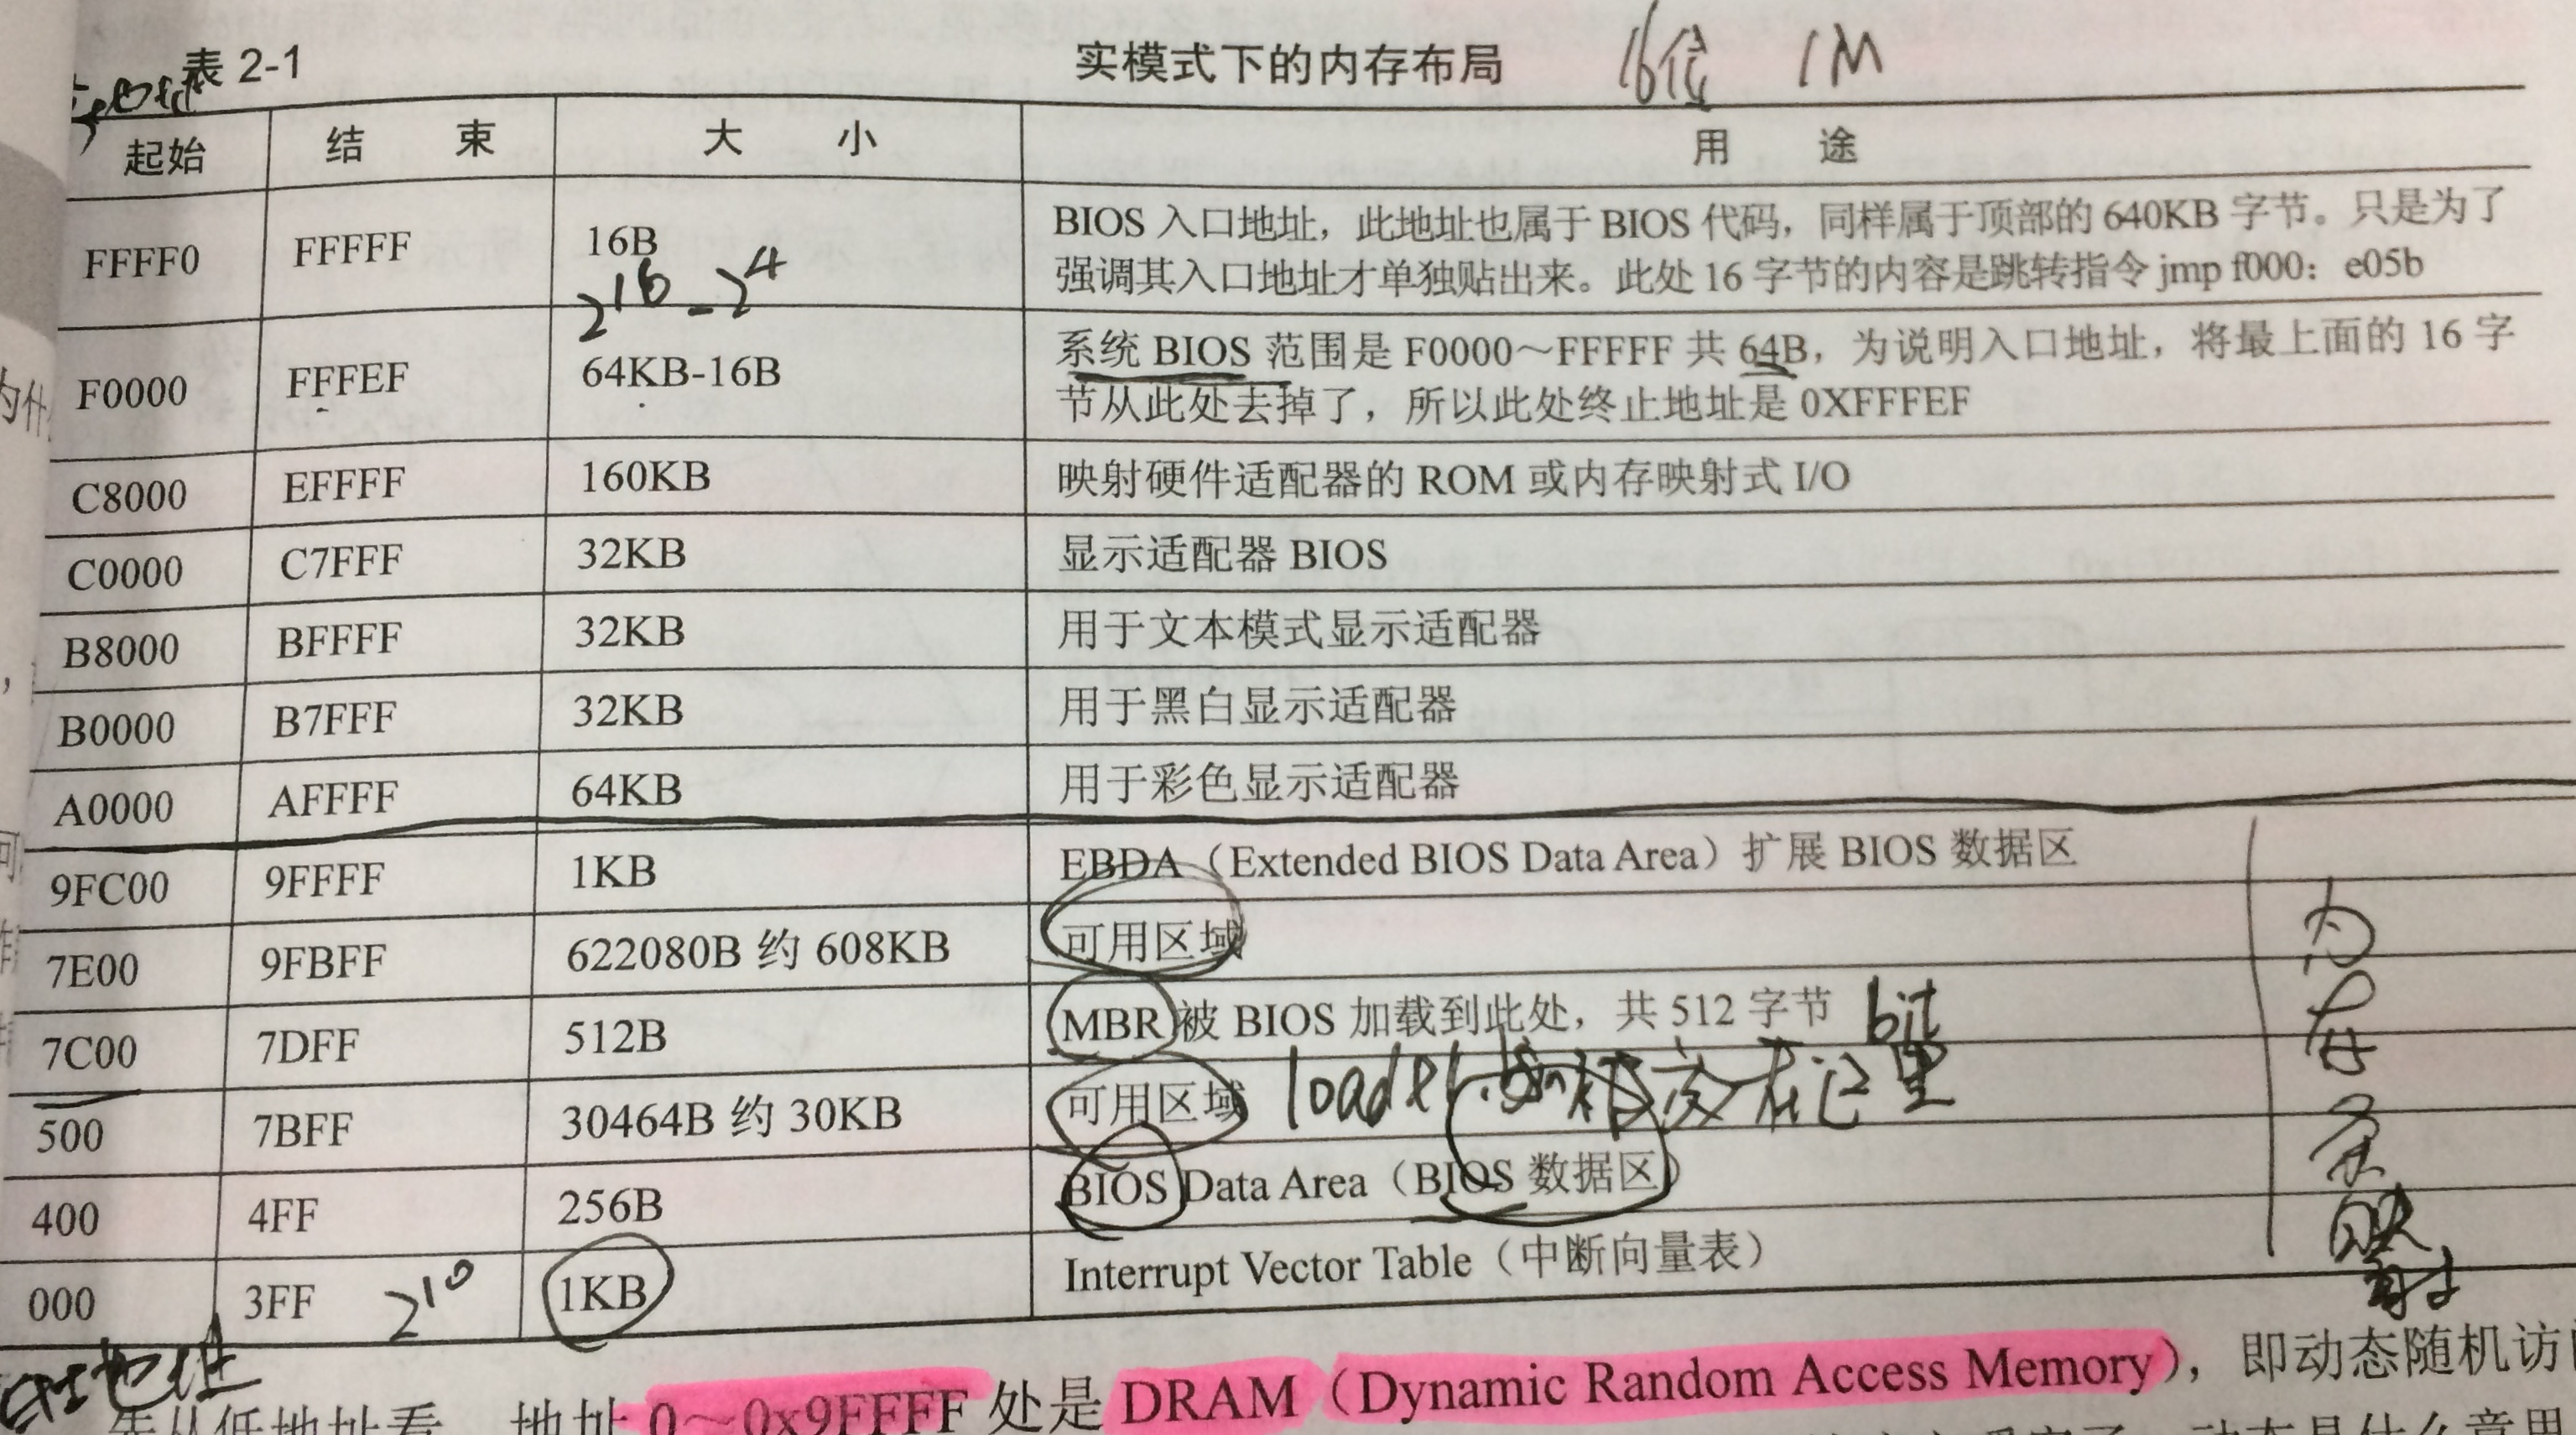 表 2-1 实模式下的内存布局 16位 1M
起始 结束 大小 用途
FFFF0 FFFFF 16B BIOS 入口地址，此地址也属于 BIOS 代码，同样属于顶部的 640KB 字节。只是为了
强调其入口地址才单独贴出来。此处 16 字节的内容是跳转指令 jmp f000：e05b
2^16-2^4
F0000 FFFEF 64KB-16B 系统 BIOS 范围是 F0000～FFFFF 共 64B，为说明入口地址，将最上面的 16 字
节从此处去掉了，所以此处终止地址是 0XFFFEF
C8000 EFFFF 160KB 映射硬件适配器的 ROM 或内存映射式 I/O
C0000 C7FFF 32KB 显示适配器 BIOS
B8000 BFFFF 32KB 用于文本模式显示适配器
B0000 B7FFF 32KB 用于黑白显示适配器
A0000 AFFFF 64KB 用于彩色显示适配器
9FC00 9FFFF 1KB EBDA（Extended BIOS Data Area）扩展 BIOS 数据区
7E00 9FBFF 622080B 约 608KB 可用区域
7C00 7DFF 512B MBR 被 BIOS 加载到此处，共 512 字节 bit
500 7BFF 30464B 约 30KB 可用区域 loader.bin 放在这里
400 4FF 256B BIOS Data Area（BIOS 数据区）
000 3FF 2^10 1KB Interrupt Vector Table（中断向量表）
内存条映射
低地址
先从低地址看，地址 0～0x9FFFF 处是 DRAM（Dynamic Random Access Memory），即动态随机访